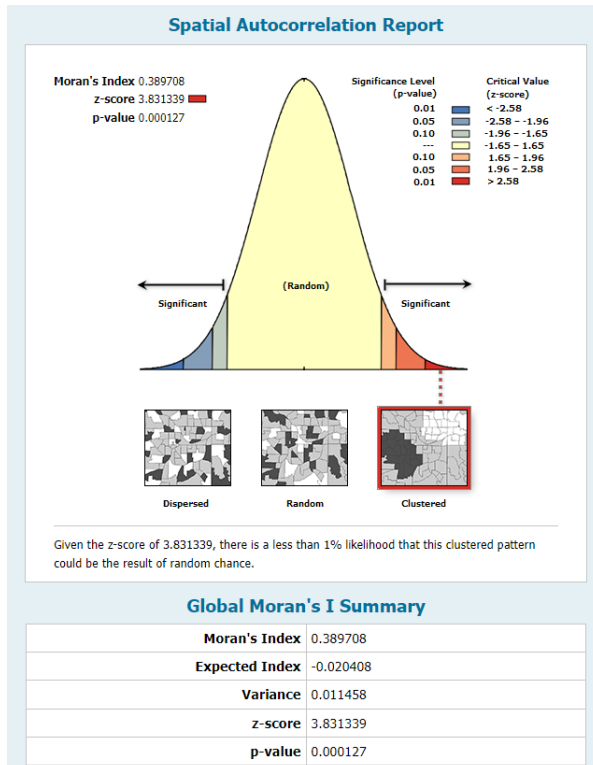 Spatial Autocorrelation Report
Moran's Index 0.389708
z-score 3.831339
p-value 0.000127
Significance Level Critical Value
(p-value) (z-score)
0.01 < -2.58
0.05 -2.58 – -1.96
0.10 -1.96 – -1.65
--- -1.65 – 1.65
0.10 1.65 – 1.96
0.05 1.96 – 2.58
0.01 > 2.58
(Random)
Significant Significant
Dispersed Random Clustered
Given the z-score of 3.831339, there is a less than 1% likelihood that this clustered pattern
could be the result of random chance.
Global Moran's I Summary
Moran's Index 0.389708
Expected Index -0.020408
Variance 0.011458
z-score 3.831339
p-value 0.000127